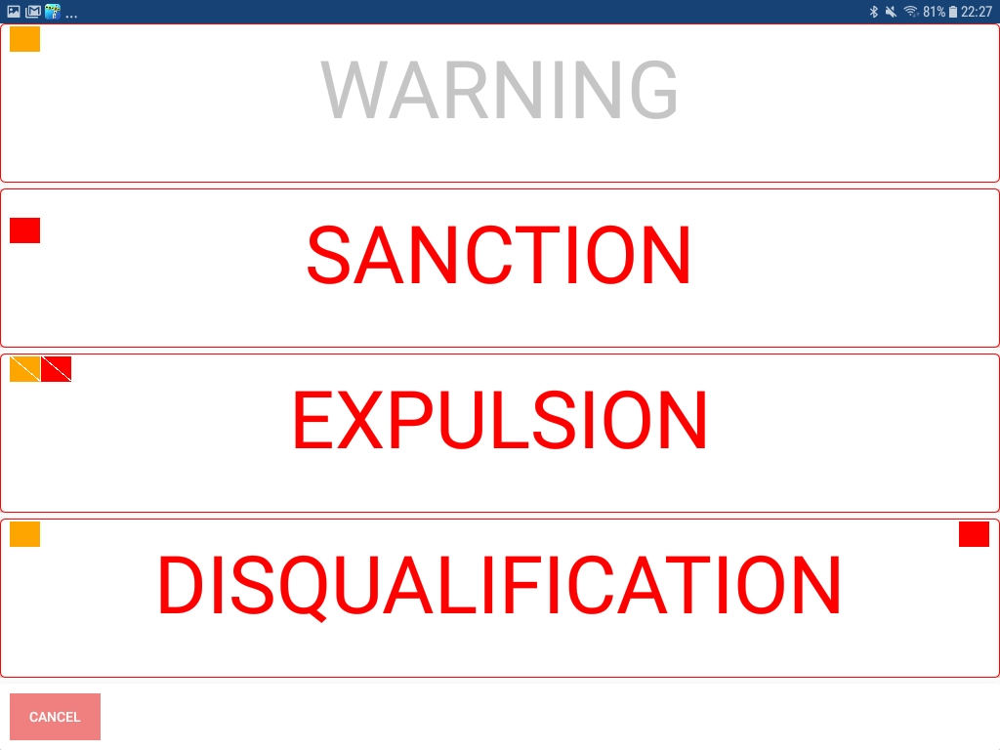 ... 81% 22:27
WARNING
SANCTION
EXPULSION
DISQUALIFICATION
CANCEL